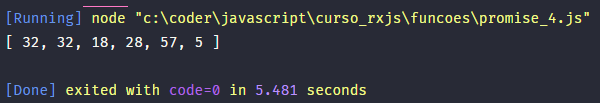 [Running] node "c:\coder\javascript\curso_rxjs\funcoes\promise_4.js"
[ 32, 32, 18, 28, 57, 5 ]
[Done] exited with code=0 in 5.481 seconds